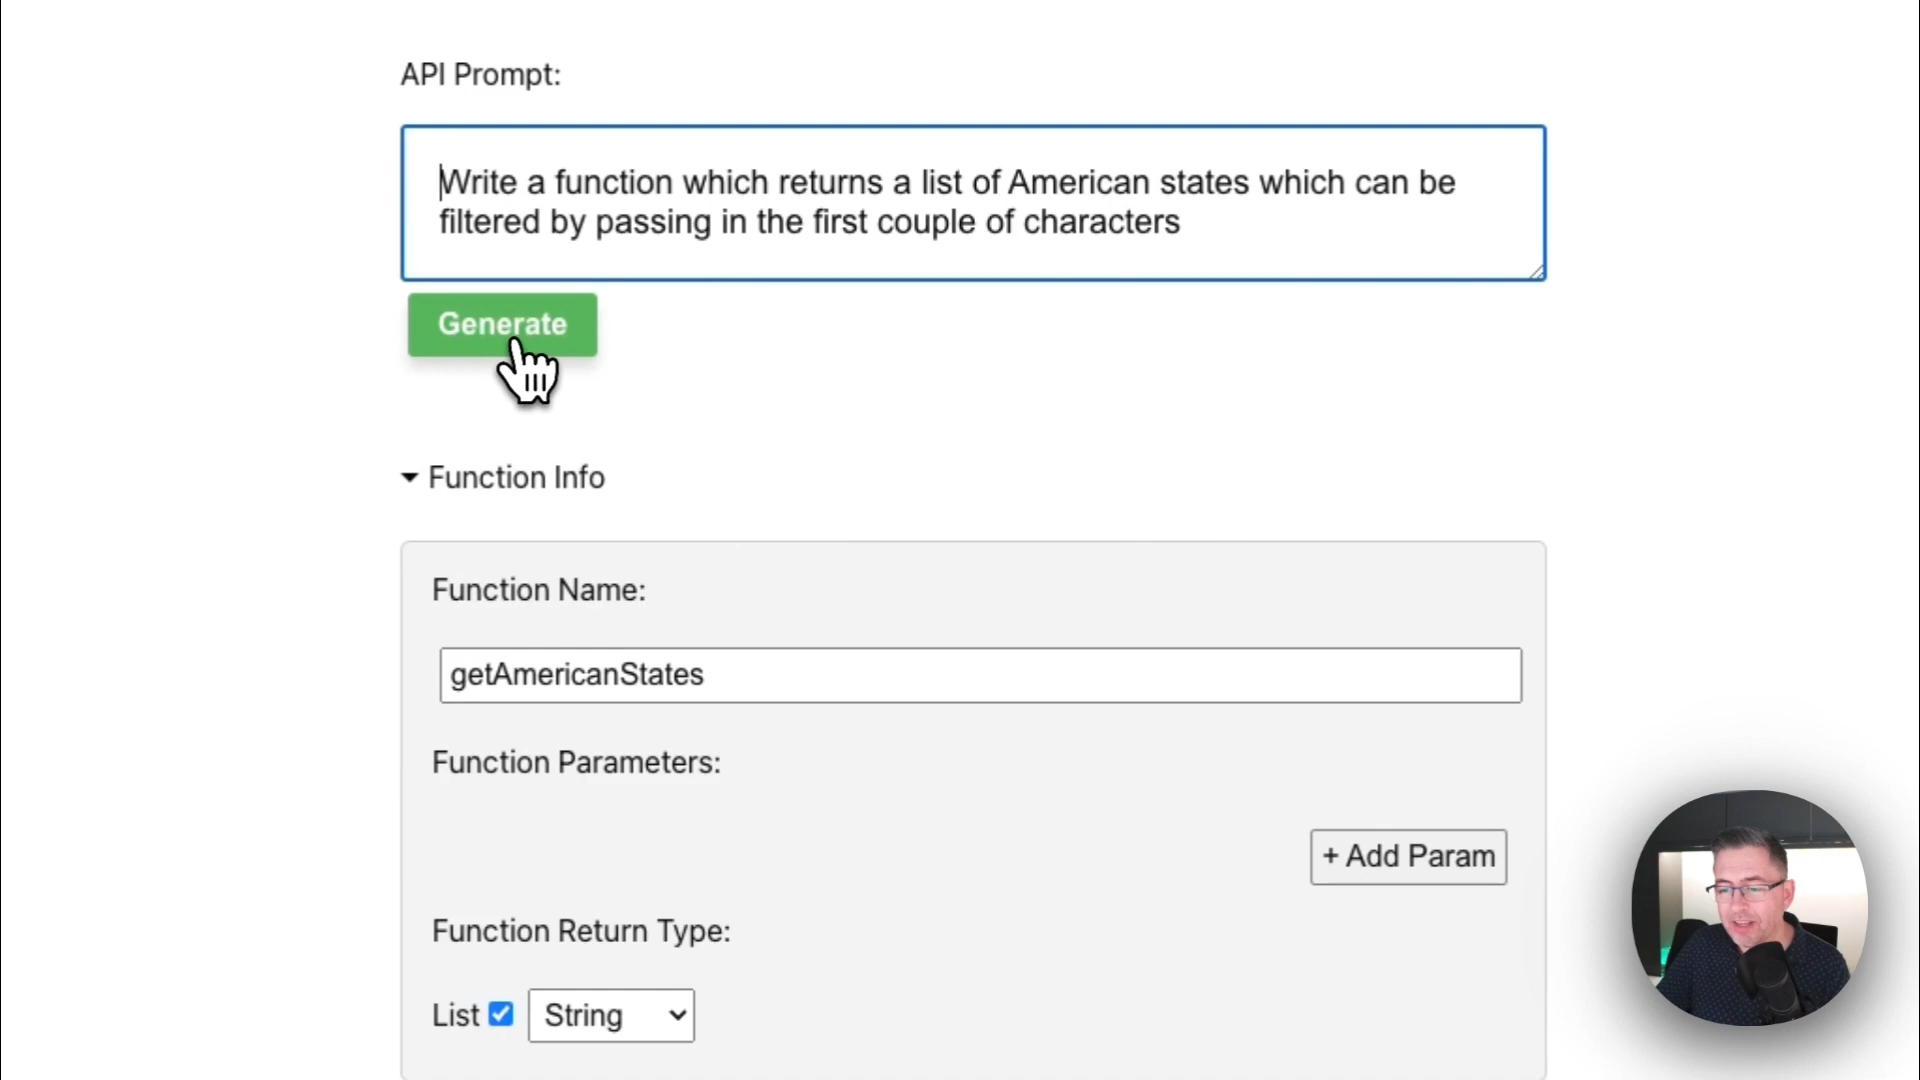 API Prompt:
Write a function which returns a list of American states which can be
filtered by passing in the first couple of characters
Generate
Function Info
Function Name:
getAmericanStates
Function Parameters:
+ Add Param
Function Return Type:
List String